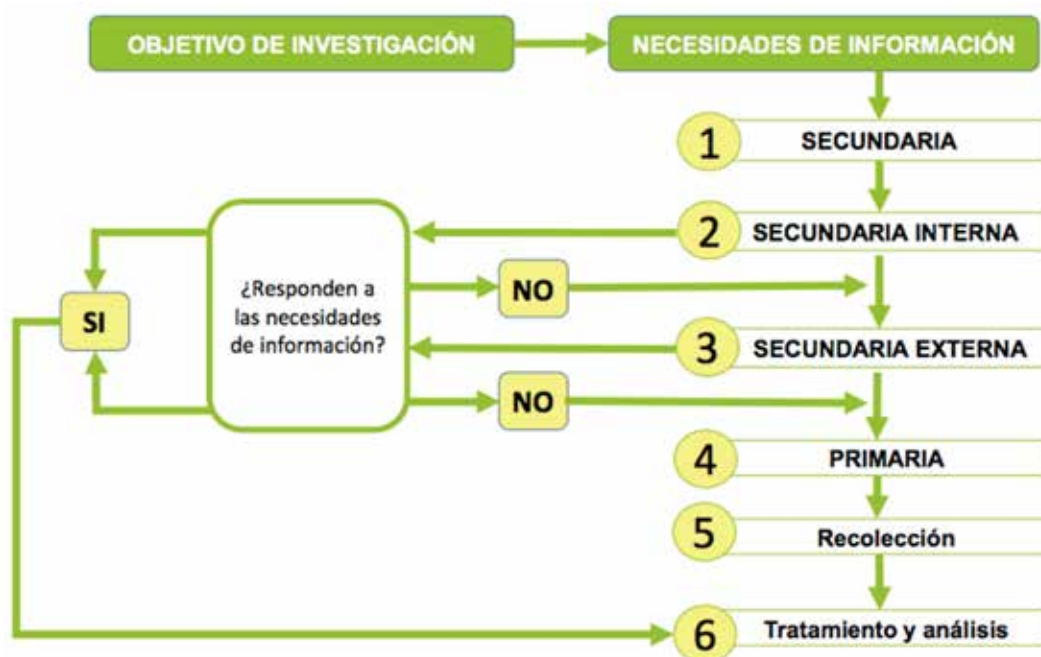 OBJETIVO DE INVESTIGACIÓN
NECESIDADES DE INFORMACIÓN
1 SECUNDARIA
2 SECUNDARIA INTERNA
¿Responden a
las necesidades
de información?
NO
SI
3 SECUNDARIA EXTERNA
NO
4 PRIMARIA
5 Recolección
6 Tratamiento y análisis